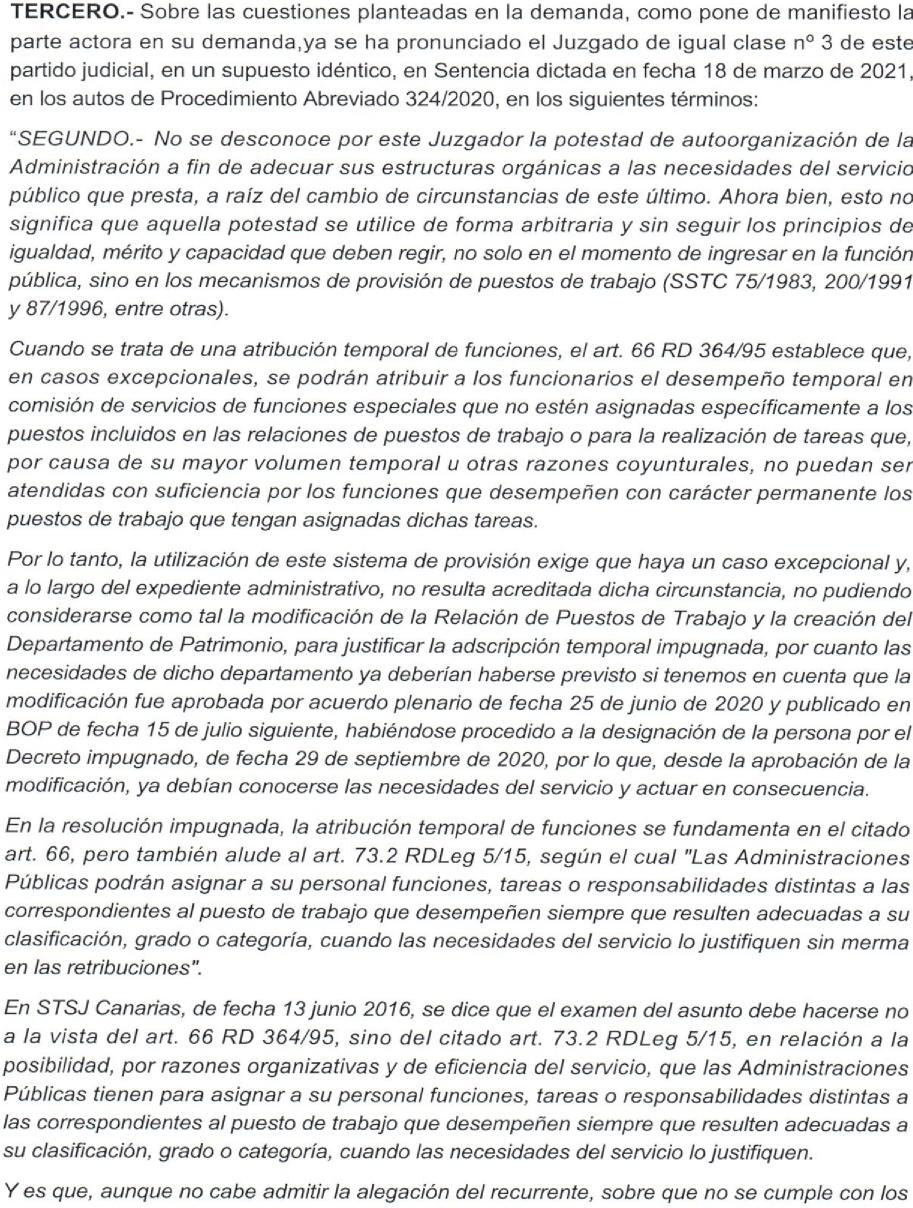 TERCERO.- Sobre las cuestiones planteadas en la demanda, como pone de manifiesto la
parte actora en su demanda,ya se ha pronunciado el Juzgado de igual clase nº 3 de este
partido judicial, en un supuesto idéntico, en Sentencia dictada en fecha 18 de marzo de 2021,
en los autos de Procedimiento Abreviado 324/2020, en los siguientes términos:
“SEGUNDO.- No se desconoce por este Juzgador la potestad de autoorganización de la
Administración a fin de adecuar sus estructuras orgánicas a las necesidades del servicio
público que presta, a raíz del cambio de circunstancias de este último. Ahora bien, esto no
significa que aquella potestad se utilice de forma arbitraria y sin seguir los principios de
igualdad, mérito y capacidad que deben regir, no solo en el momento de ingresar en la función
pública, sino en los mecanismos de provisión de puestos de trabajo (SSTC 75/1983, 200/1991
y 87/1996, entre otras).
Cuando se trata de una atribución temporal de funciones, el art. 66 RD 364/95 establece que,
en casos excepcionales, se podrán atribuir a los funcionarios el desempeño temporal en
comisión de servicios de funciones especiales que no estén asignadas específicamente a los
puestos incluidos en las relaciones de puestos de trabajo o para la realización de tareas que,
por causa de su mayor volumen temporal u otras razones coyunturales, no puedan ser
atendidas con suficiencia por los funciones que desempeñen con carácter permanente los
puestos de trabajo que tengan asignadas dichas tareas.
Por lo tanto, la utilización de este sistema de provisión exige que haya un caso excepcional y,
a lo largo del expediente administrativo, no resulta acreditada dicha circunstancia, no pudiendo
considerarse como tal la modificación de la Relación de Puestos de Trabajo y la creación del
Departamento de Patrimonio, para justificar la adscripción temporal impugnada, por cuanto las
necesidades de dicho departamento ya deberían haberse previsto si tenemos en cuenta que la
modificación fue aprobada por acuerdo plenario de fecha 25 de junio de 2020 y publicado en
BOP de fecha 15 de julio siguiente, habiéndose procedido a la designación de la persona por el
Decreto impugnado, de fecha 29 de septiembre de 2020, por lo que, desde la aprobación de la
modificación, ya debían conocerse las necesidades del servicio y actuar en consecuencia.
En la resolución impugnada, la atribución temporal de funciones se fundamenta en el citado
art. 66, pero también alude al art. 73.2 RDLeg 5/15, según el cual "Las Administraciones
Públicas podrán asignar a su personal funciones, tareas o responsabilidades distintas a las
correspondientes al puesto de trabajo que desempeñen siempre que resulten adecuadas a su
clasificación, grado o categoría, cuando las necesidades del servicio lo justifiquen sin merma
en las retribuciones".
En STSJ Canarias, de fecha 13 junio 2016, se dice que el examen del asunto debe hacerse no
a la vista del art. 66 RD 364/95, sino del citado art. 73.2 RDLeg 5/15, en relación a la
posibilidad, por razones organizativas y de eficiencia del servicio, que las Administraciones
Públicas tienen para asignar a su personal funciones, tareas o responsabilidades distintas a
las correspondientes al puesto de trabajo que desempeñen siempre que resulten adecuadas a
su clasificación, grado o categoría, cuando las necesidades del servicio lo justifiquen.
Y es que, aunque no cabe admitir la alegación del recurrente, sobre que no se cumple con los